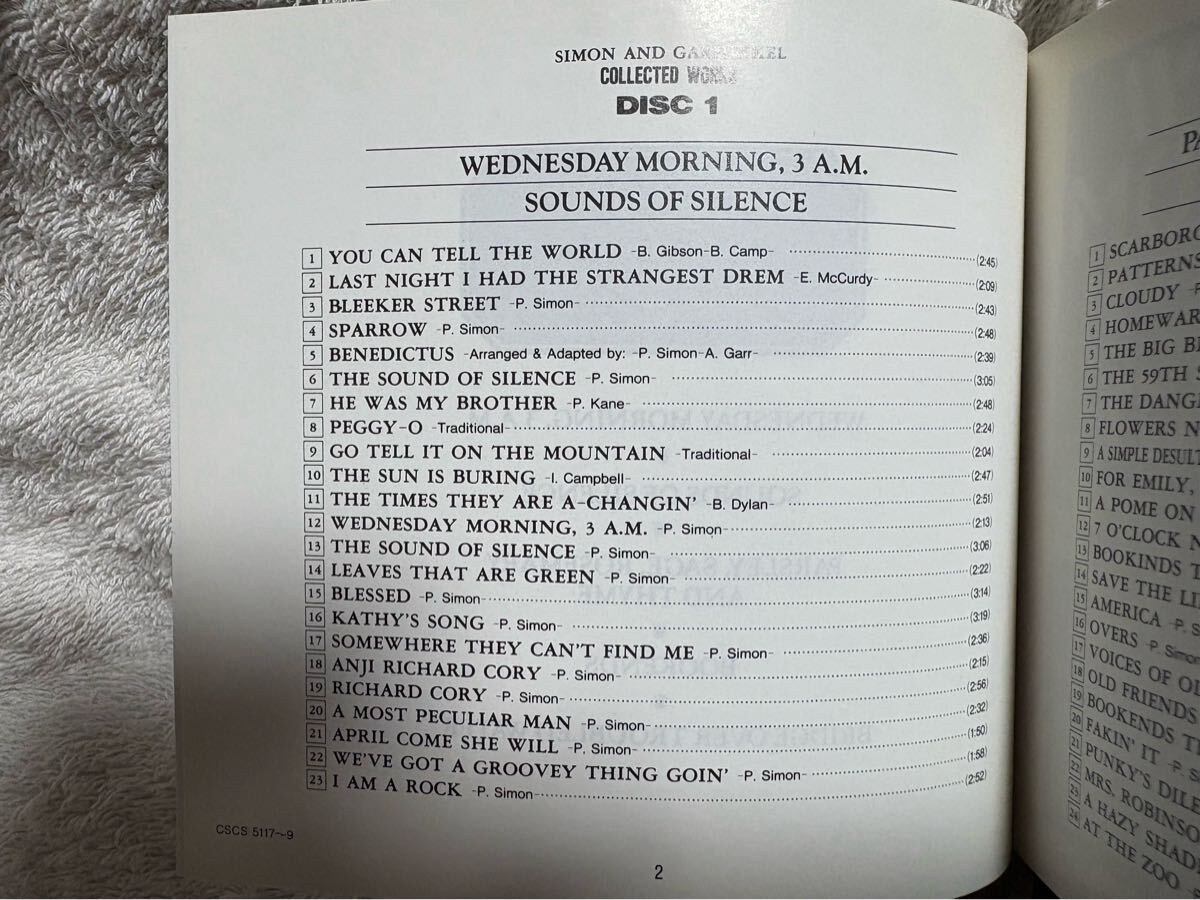 SIMON AND GARFUNKEL
COLLECTED WORKS
DISC 1
WEDNESDAY MORNING, 3 A.M.
SOUNDS OF SILENCE
1 YOU CAN TELL THE WORLD -B. Gibson-B. Camp- (2:45)
2 LAST NIGHT I HAD THE STRANGEST DREM -E. McCurdy- (2:09)
3 BLEEKER STREET -P. Simon- (2:43)
4 SPARROW -P. Simon- (2:48)
5 BENEDICTUS -Arranged & Adapted by: -P. Simon-A. Garr- (2:39)
6 THE SOUND OF SILENCE -P. Simon- (3:05)
7 HE WAS MY BROTHER -P. Kane- (2:48)
8 PEGGY-O -Traditional- (2:24)
9 GO TELL IT ON THE MOUNTAIN -Traditional- (2:04)
10 THE SUN IS BURING -I. Campbell- (2:47)
11 THE TIMES THEY ARE A-CHANGIN' -B. Dylan- (2:51)
12 WEDNESDAY MORNING, 3 A.M. -P. Simon- (2:13)
13 THE SOUND OF SILENCE -P. Simon- (3:06)
14 LEAVES THAT ARE GREEN -P. Simon- (2:22)
15 BLESSED -P. Simon- (3:14)
16 KATHY'S SONG -P. Simon- (3:19)
17 SOMEWHERE THEY CAN'T FIND ME -P. Simon- (2:36)
18 ANJI RICHARD CORY -P. Simon- (2:15)
19 RICHARD CORY -P. Simon- (2:56)
20 A MOST PECULIAR MAN -P. Simon- (2:32)
21 APRIL COME SHE WILL -P. Simon- (1:50)
22 WE'VE GOT A GROOVEY THING GOIN' -P. Simon- (1:58)
23 I AM A ROCK -P. Simon- (2:52)
CSCS 5117~9
2
1 SCARBORO
2 PATTERNS
3 CLOUDY
4 HOMEWAR
5 THE BIG B
6 THE 59TH S
7 THE DANG
8 FLOWERS N
9 A SIMPLE DESULT
10 FOR EMILY,
11 A POME ON
12 7 O'CLOCK N
13 BOOKINDS T
14 SAVE THE LI
15 AMERICA -P. S
16 OVERS -P. Simon
17 VOICES OF OL
18 OLD FRIENDS
19 BOOKENDS T
20 FAKIN' IT -P. S
21 PUNKY'S DILE
22 MRS. ROBINSO
23 A HAZY SHAD
24 AT THE ZOO